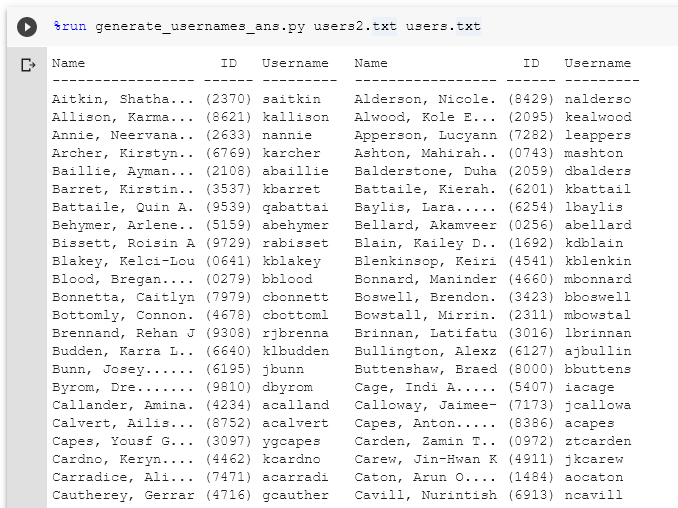 %run generate_usernames_ans.py users2.txt users.txt
Name ID Username Name ID Username
----------------- ------ --------- ----------------- ------ ---------
Aitkin, Shatha... (2370) saitkin Alderson, Nicole. (8429) nalderso
Allison, Karma... (8621) kallison Alwood, Kole E... (2095) kealwood
Annie, Neervana.. (2633) nannie Apperson, Lucyann (7282) leappers
Archer, Kirstyn.. (6769) karcher Ashton, Mahirah.. (0743) mashton
Baillie, Ayman... (2108) abaillie Balderstone, Duha (2059) dbalders
Barret, Kirstin.. (3537) kbarret Battaile, Kierah. (6201) kbattail
Battaile, Quin A. (9539) qabattai Baylis, Lara..... (6254) lbaylis
Behymer, Arlene.. (5159) abehymer Bellard, Akamveer (0256) abellard
Bissett, Roisin A (9729) rabisset Blain, Kailey D.. (1692) kdblain
Blakey, Kelci-Lou (0641) kblakey Blenkinsop, Keiri (4541) kblenkin
Blood, Bregan.... (0279) bblood Bonnard, Maninder (4660) mbonnard
Bonnetta, Caitlyn (7979) cbonnett Boswell, Brendon. (3423) bboswell
Bottomly, Connon. (4678) cbottoml Bowstall, Mirrin. (2311) mbowstal
Brennand, Rehan J (9308) rjbrenna Brinnan, Latifatu (3016) lbrinnan
Budden, Karra L.. (6640) klbudden Bullington, Alexz (6127) ajbullin
Bunn, Josey...... (6195) jbunn Buttenshaw, Braed (8000) bbuttens
Byrom, Dre....... (9810) dbyrom Cage, Indi A..... (5407) iacage
Callander, Amina. (4234) acalland Calloway, Jaimee- (7173) jcallowa
Calvert, Ailis... (8752) acalvert Capes, Anton..... (8386) acapes
Capes, Yousf G... (3097) ygcapes Carden, Zamin T.. (0972) ztcarden
Cardno, Keryn.... (4462) kcardno Carew, Jin-Hwan K (4911) jkcarew
Carradice, Ali... (7471) acarradi Caton, Arun O.... (1484) aocaton
Cautherey, Gerrar (4716) gcauther Cavill, Nurintish (6913) ncavill